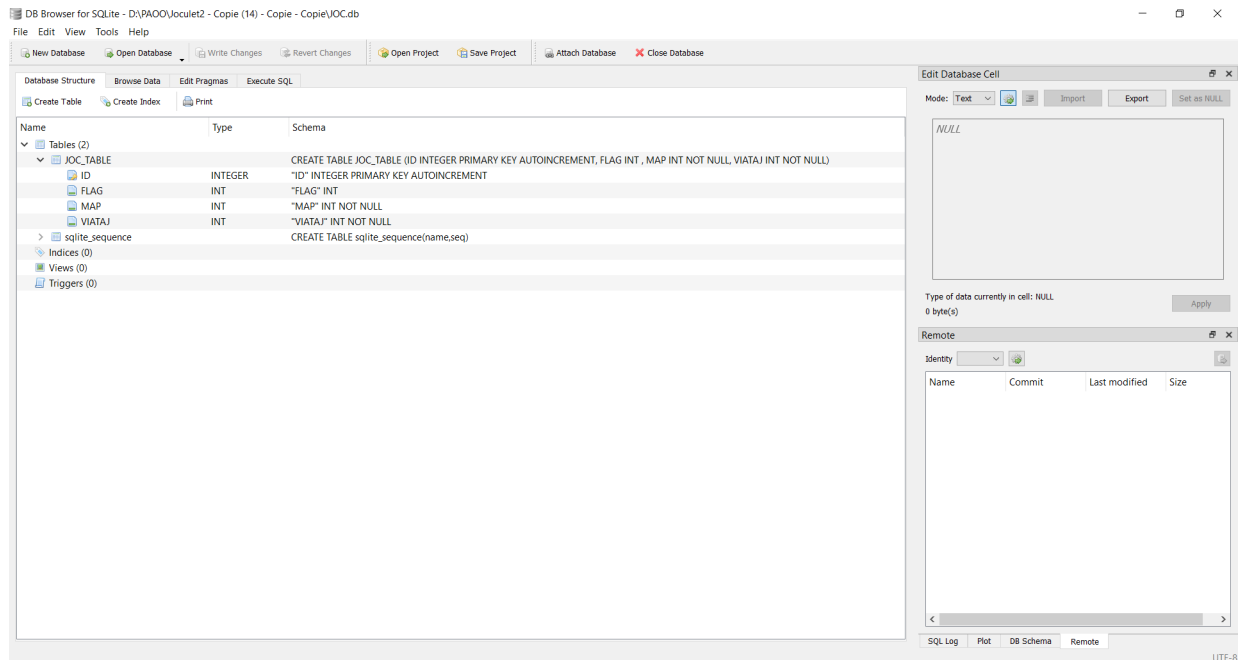 DB Browser for SQLite - D:\PAOO\Joculet2 - Copie (14) - Copie - Copie\JOC.db
File Edit View Tools Help
New Database Open Database Write Changes Revert Changes Open Project Save Project Attach Database Close Database
Database Structure Browse Data Edit Pragmas Execute SQL
Create Table Create Index Print
Name Type Schema
Tables (2)
JOC_TABLE CREATE TABLE JOC_TABLE (ID INTEGER PRIMARY KEY AUTOINCREMENT, FLAG INT , MAP INT NOT NULL, VIATAJ INT NOT NULL)
ID INTEGER "ID" INTEGER PRIMARY KEY AUTOINCREMENT
FLAG INT "FLAG" INT
MAP INT "MAP" INT NOT NULL
VIATAJ INT "VIATAJ" INT NOT NULL
sqlite_sequence CREATE TABLE sqlite_sequence(name,seq)
Indices (0)
Views (0)
Triggers (0)
Edit Database Cell
Mode: Text Import Export Set as NULL
NULL
Type of data currently in cell: NULL
0 byte(s)
Apply
Remote
Identity
Name Commit Last modified Size
SQL Log Plot DB Schema Remote
UTF-8